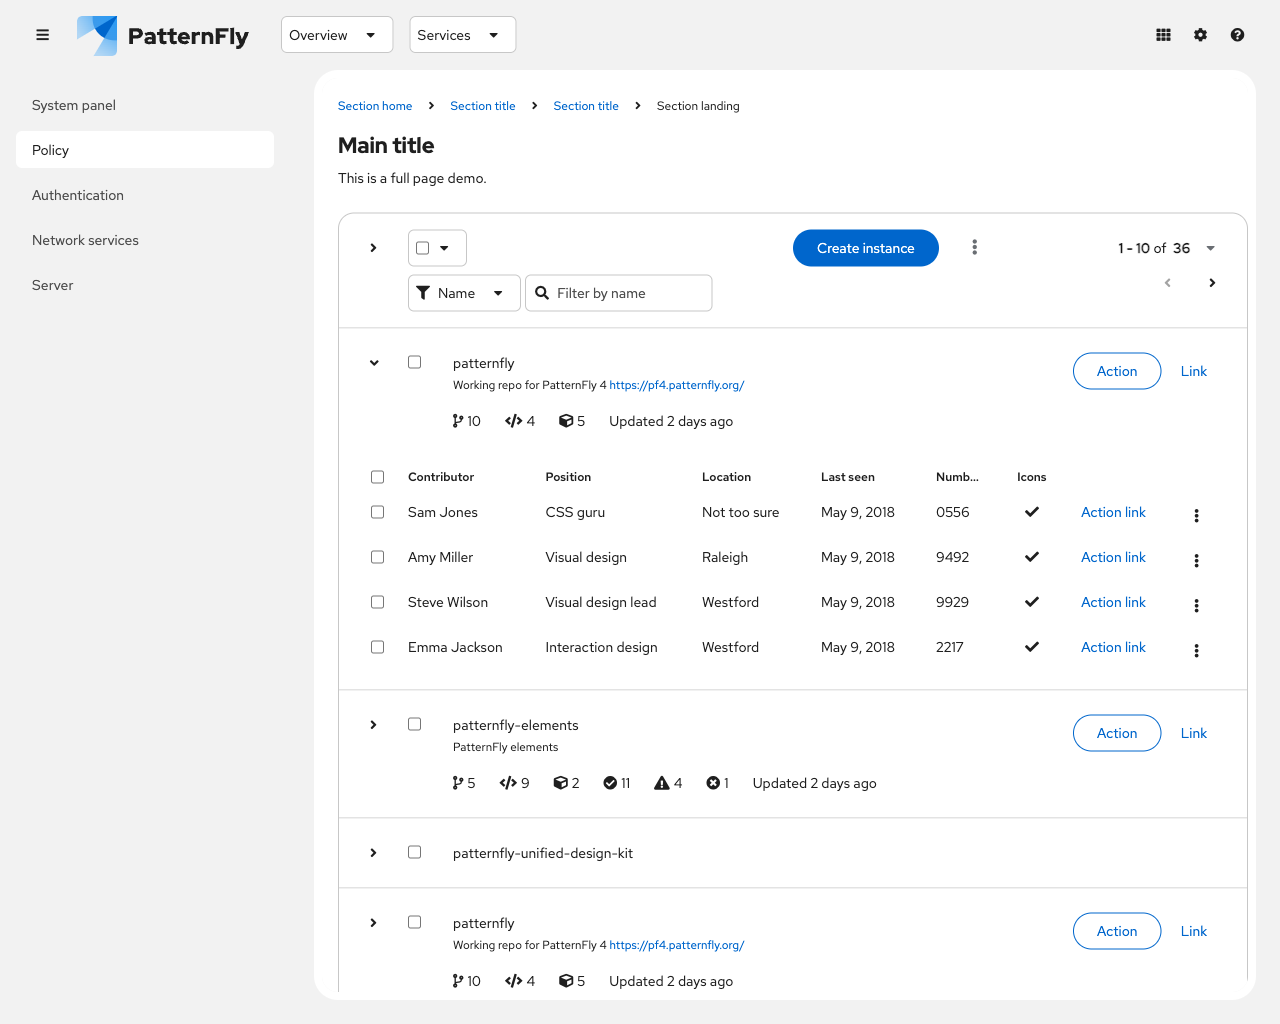 PatternFly Overview Services
System panel
Policy
Authentication
Network services
Server
Section home Section title Section title Section landing
Main title
This is a full page demo.
Create instance 1 - 10 of 36
Name Filter by name
patternfly Action Link
Working repo for PatternFly 4 https://pf4.patternfly.org/
10 4 5 Updated 2 days ago
Contributor Position Location Last seen Numb... Icons
Sam Jones CSS guru Not too sure May 9, 2018 0556 Action link
Amy Miller Visual design Raleigh May 9, 2018 9492 Action link
Steve Wilson Visual design lead Westford May 9, 2018 9929 Action link
Emma Jackson Interaction design Westford May 9, 2018 2217 Action link
patternfly-elements Action Link
PatternFly elements
5 9 2 11 4 1 Updated 2 days ago
patternfly-unified-design-kit
patternfly Action Link
Working repo for PatternFly 4 https://pf4.patternfly.org/
10 4 5 Updated 2 days ago